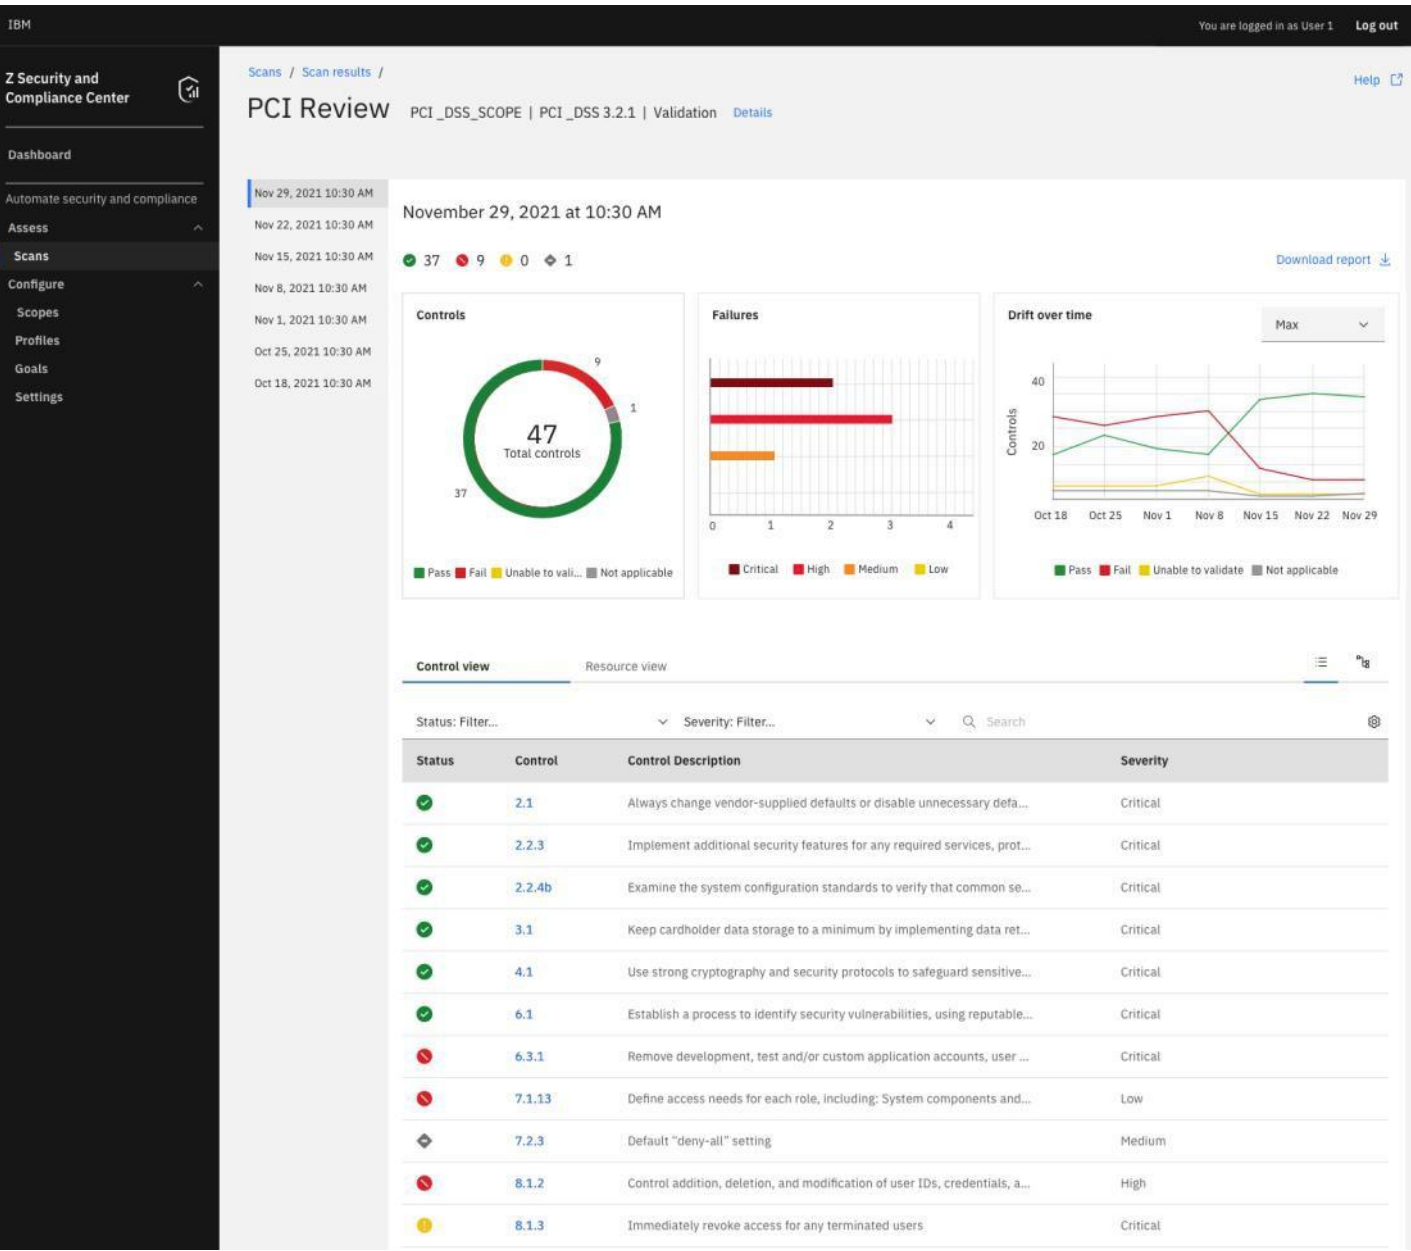 IBM
You are logged in as User 1 Log out
Z Security and
Compliance Center
Dashboard
Automate security and compliance
Assess
Scans
Configure
Scopes
Profiles
Goals
Settings
Scans / Scan results /
Help
PCI Review PCI _DSS_SCOPE | PCI _DSS 3.2.1 | Validation Details
Nov 29, 2021 10:30 AM
Nov 22, 2021 10:30 AM
Nov 15, 2021 10:30 AM
Nov 8, 2021 10:30 AM
Nov 1, 2021 10:30 AM
Oct 25, 2021 10:30 AM
Oct 18, 2021 10:30 AM
November 29, 2021 at 10:30 AM
37 9 0 1
Download report
Controls
9
1
47
Total controls
37
Pass Fail Unable to vali... Not applicable
Failures
0 1 2 3 4
Critical High Medium Low
Drift over time
Max
Controls
40
20
Oct 18 Oct 25 Nov 1 Nov 8 Nov 15 Nov 22 Nov 29
Pass Fail Unable to validate Not applicable
Control view Resource view
Status: Filter... Severity: Filter... Search
Status Control Control Description Severity
2.1 Always change vendor-supplied defaults or disable unnecessary defa... Critical
2.2.3 Implement additional security features for any required services, prot... Critical
2.2.4b Examine the system configuration standards to verify that common se... Critical
3.1 Keep cardholder data storage to a minimum by implementing data ret... Critical
4.1 Use strong cryptography and security protocols to safeguard sensitive... Critical
6.1 Establish a process to identify security vulnerabilities, using reputable... Critical
6.3.1 Remove development, test and/or custom application accounts, user ... Critical
7.1.13 Define access needs for each role, including: System components and... Low
7.2.3 Default “deny-all” setting Medium
8.1.2 Control addition, deletion, and modification of user IDs, credentials, a... High
8.1.3 Immediately revoke access for any terminated users Critical